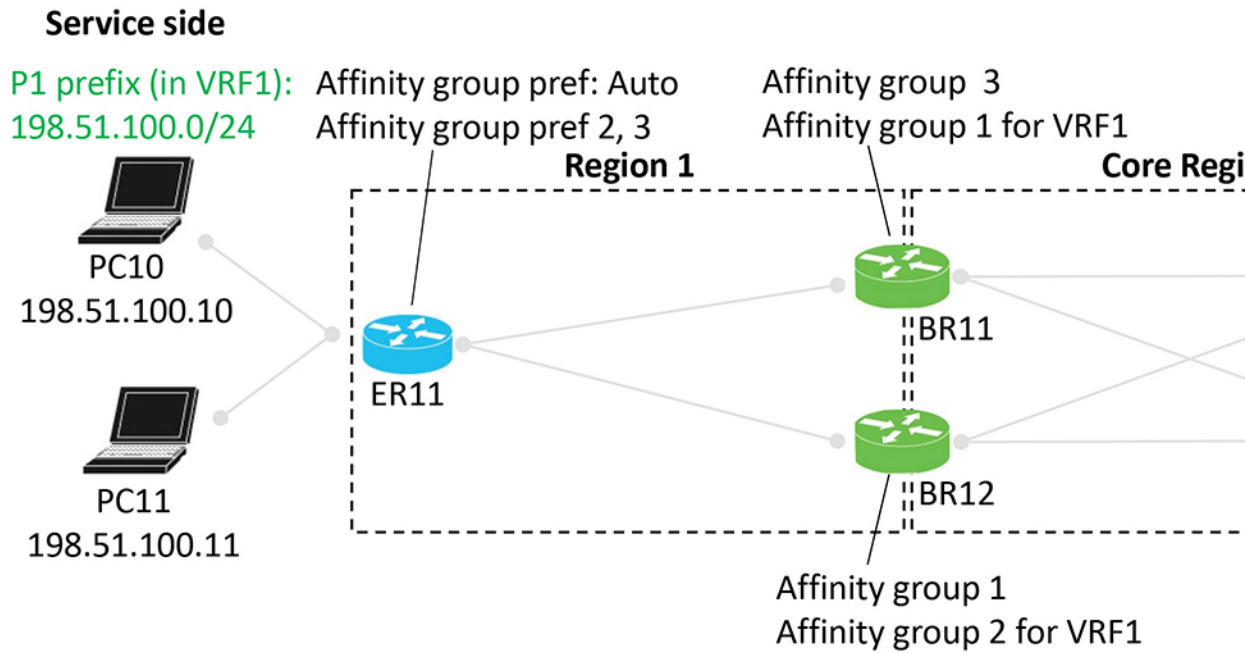 Service side
P1 prefix (in VRF1):
198.51.100.0/24
Affinity group pref: Auto
Affinity group pref 2, 3
Affinity group 3
Affinity group 1 for VRF1
Region 1
Core Regi
PC10
198.51.100.10
ER11
BR11
PC11
198.51.100.11
BR12
Affinity group 1
Affinity group 2 for VRF1